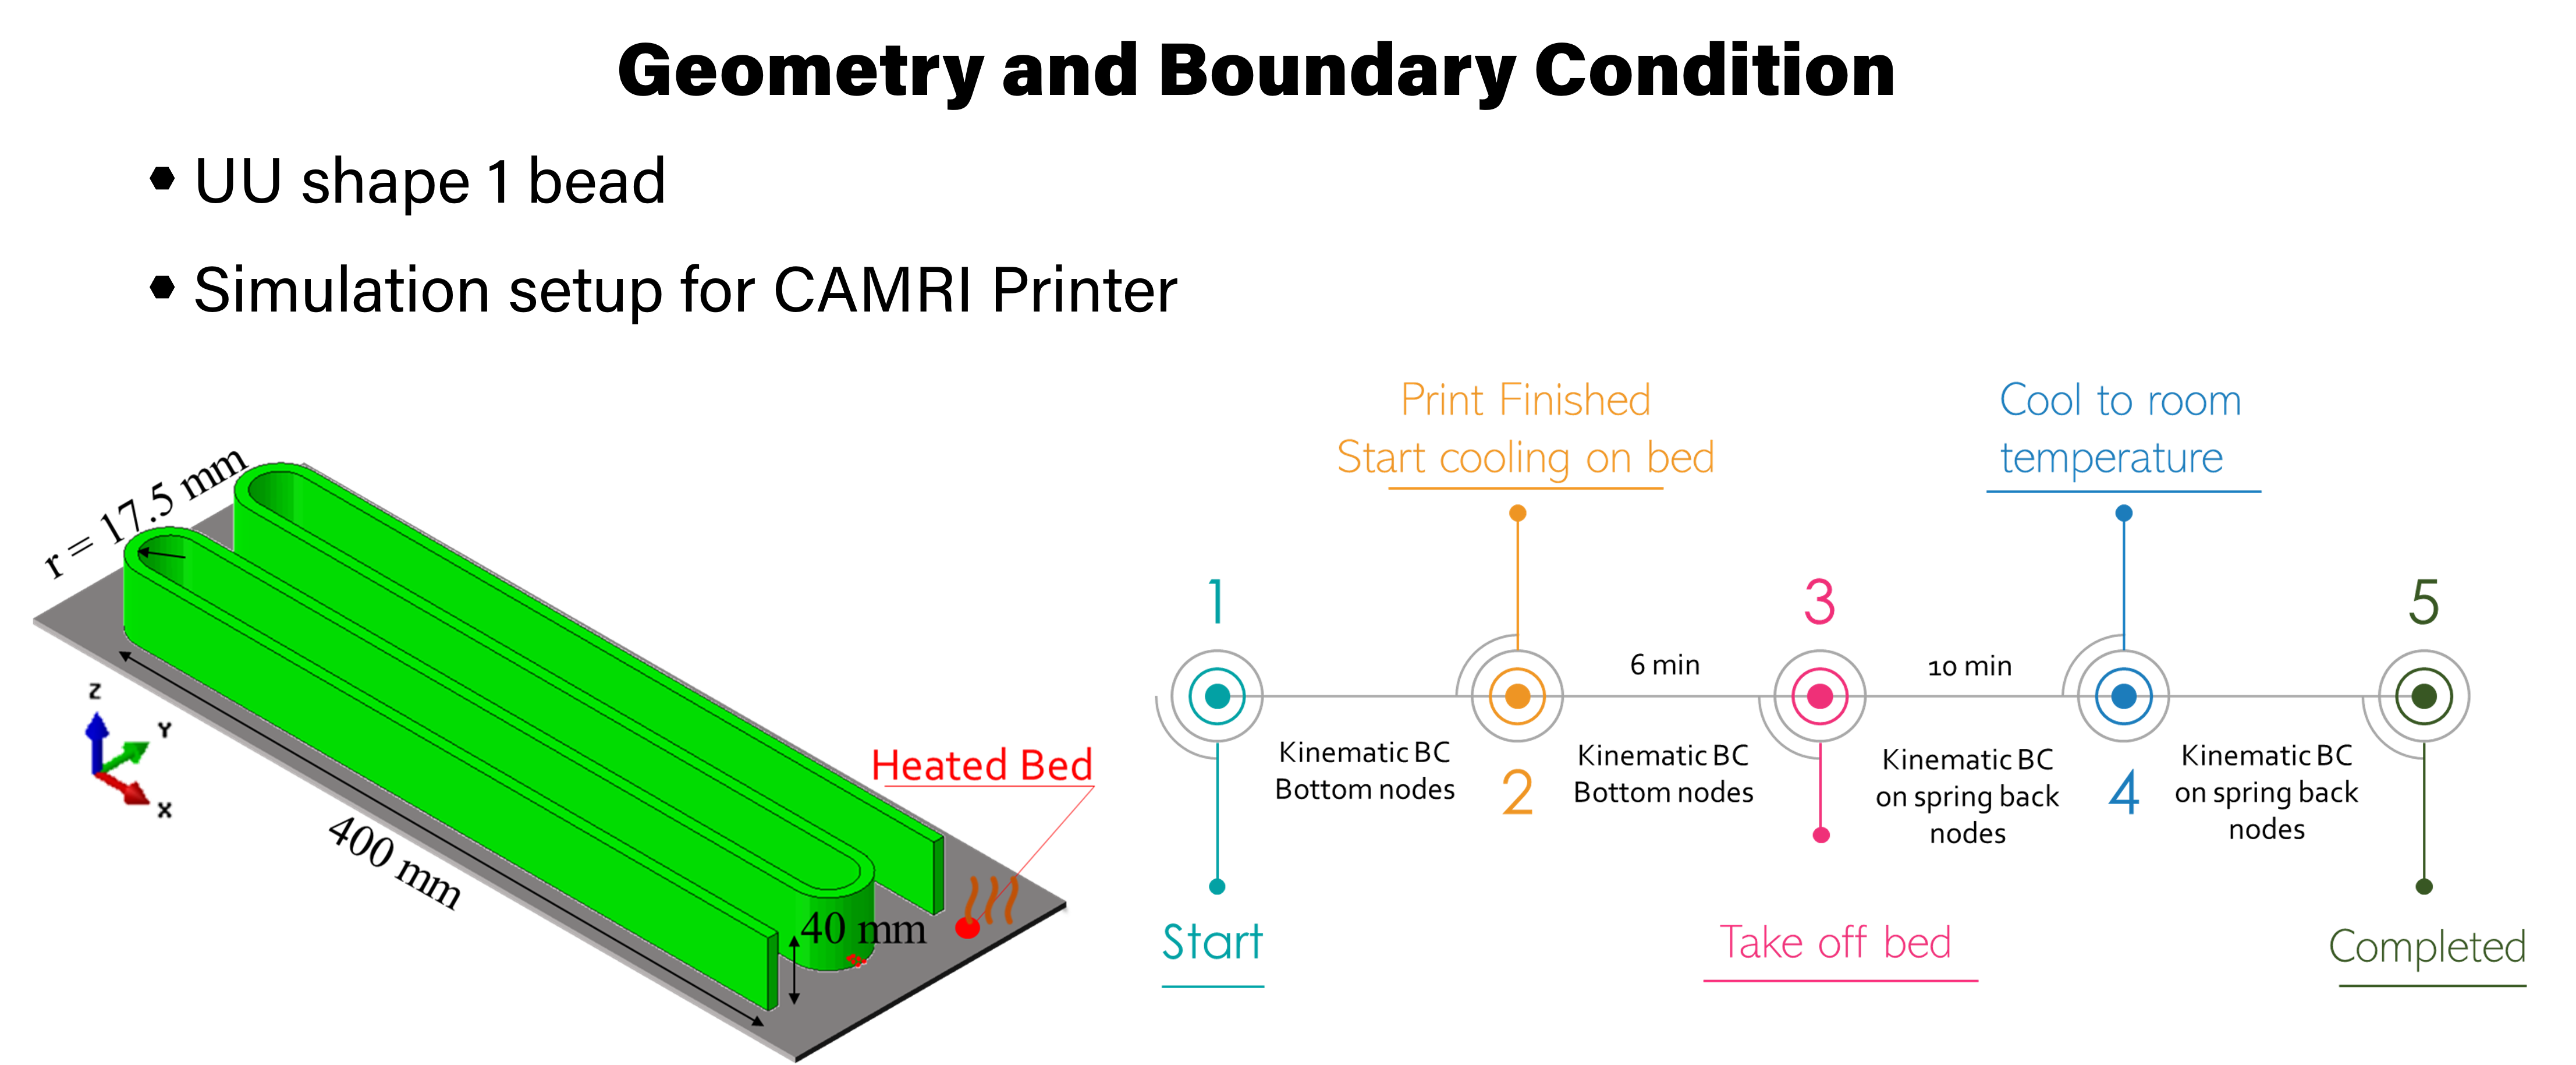 Geometry and Boundary Condition
• UU shape 1 bead
• Simulation setup for CAMRI Printer
r = 17.5 mm
Z
Y
X
400 mm
40 mm
Heated Bed
Print Finished
Start cooling on bed
Cool to room
temperature
1
3
5
6 min
10 min
Kinematic BC
Bottom nodes
2
Kinematic BC
Bottom nodes
Kinematic BC
on spring back
nodes
4
Kinematic BC
on spring back
nodes
Start
Take off bed
Completed